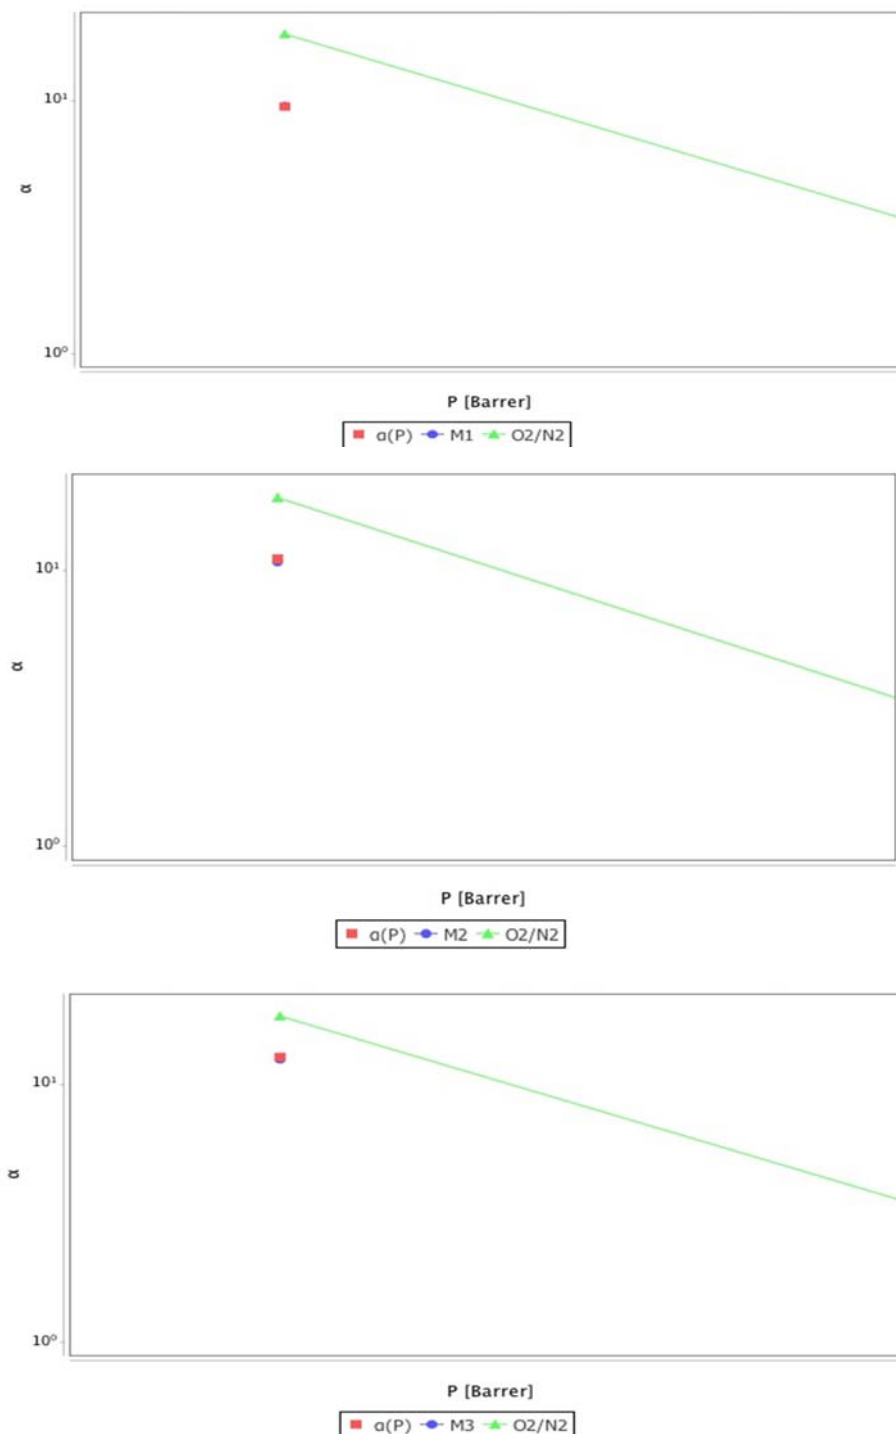 10¹
α
10⁰
P [Barrer]
α(P) M1 O2/N2
10¹
α
10⁰
P [Barrer]
α(P) M2 O2/N2
10¹
α
10⁰
P [Barrer]
α(P) M3 O2/N2